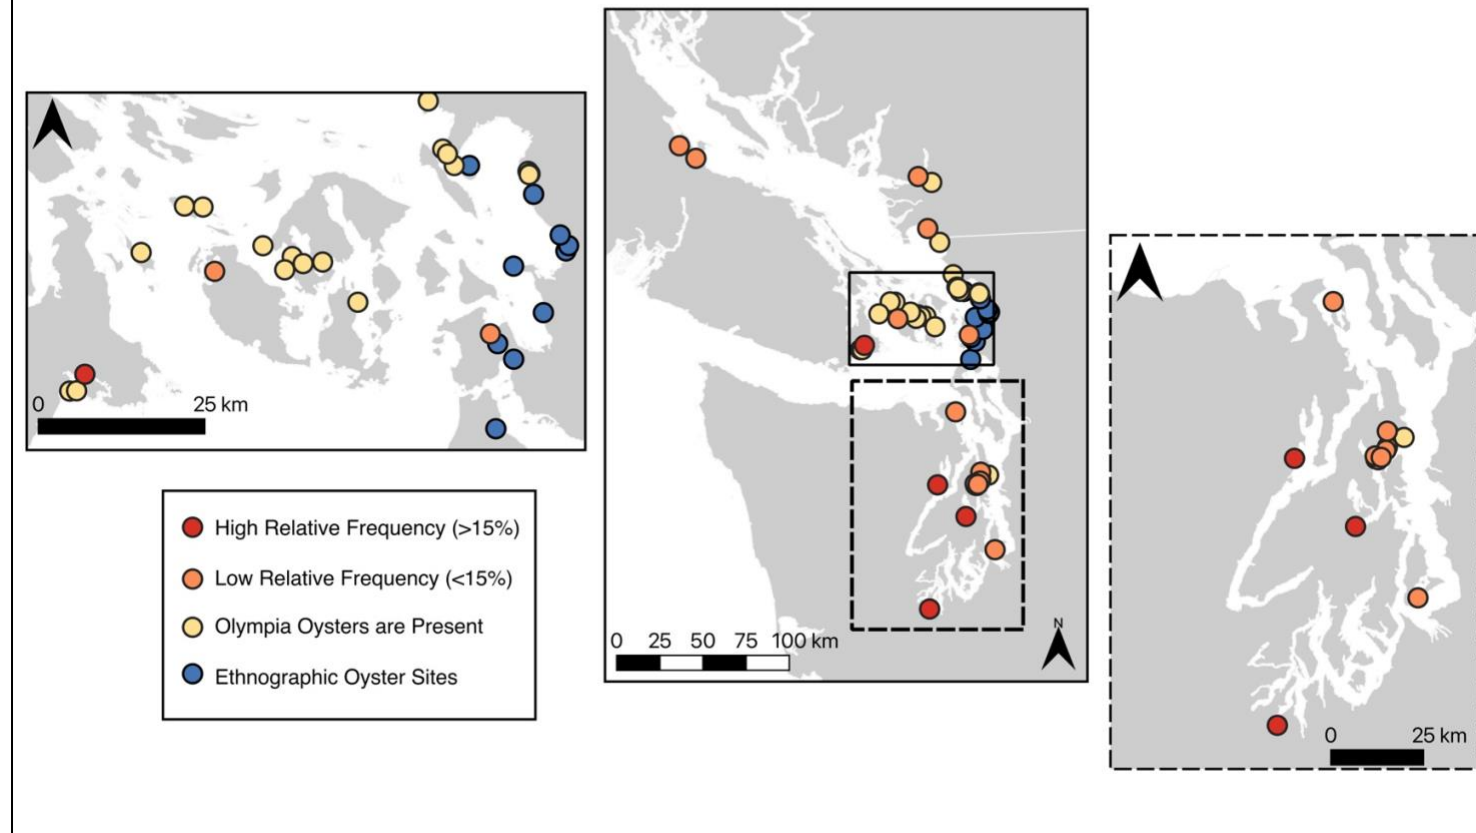 0 25 km
High Relative Frequency (>15%)
Low Relative Frequency (<15%)
Olympia Oysters are Present
Ethnographic Oyster Sites
N
0 25 50 75 100 km
0 25 km